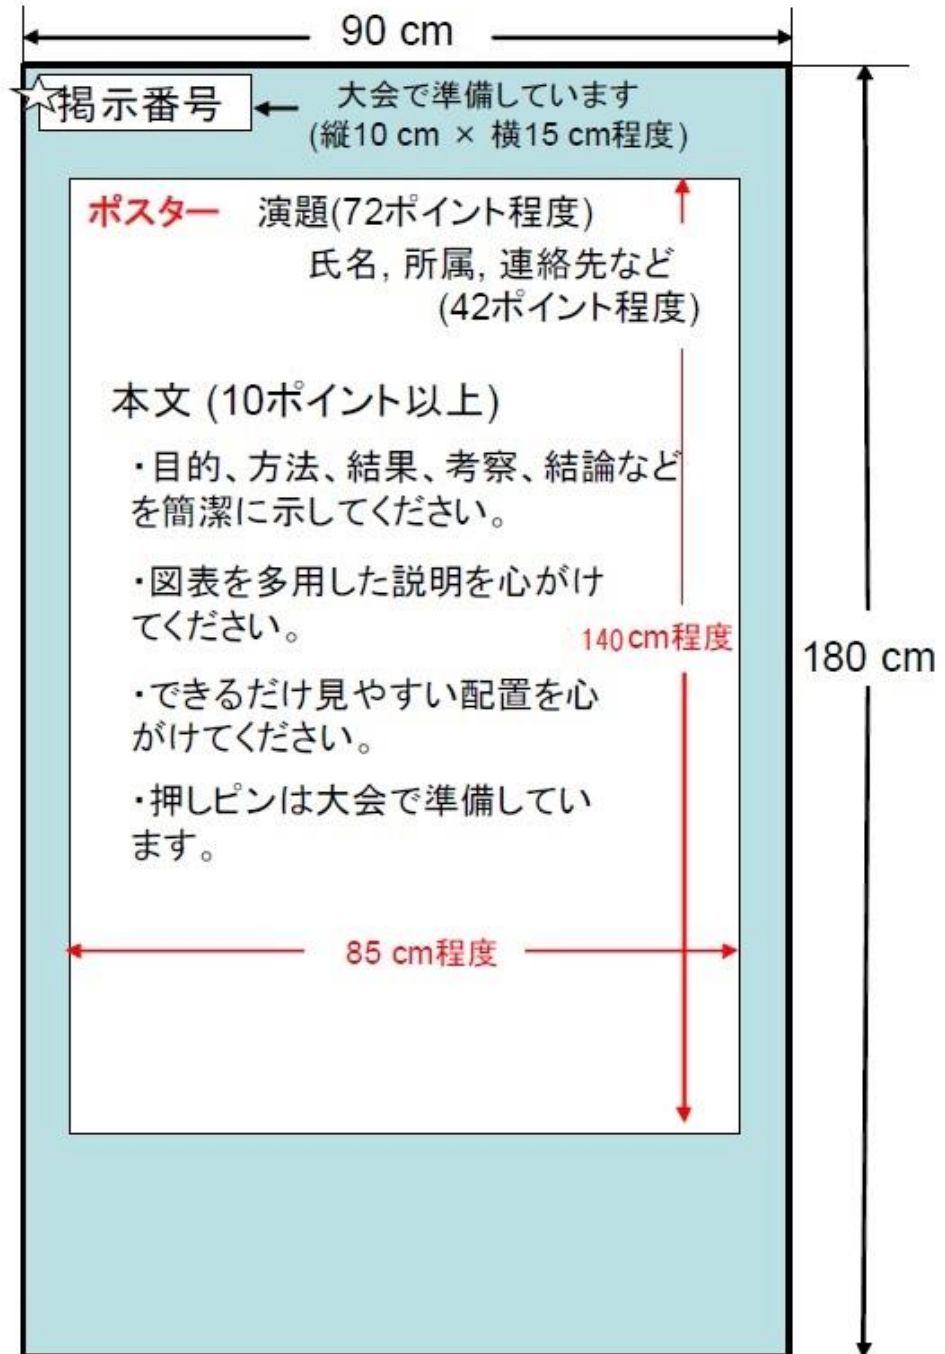 90 cm
掲示番号
大会で準備しています
(縦10 cm × 横15 cm程度)
ポスター 演題(72ポイント程度)
氏名, 所属, 連絡先など
(42ポイント程度)
本文 (10ポイント以上)
・目的、方法、結果、考察、結論など
を簡潔に示してください。
・図表を多用した説明を心がけ
てください。
140cm程度
180 cm
・できるだけ見やすい配置を心
がけてください。
・押しピンは大会で準備してい
ます。
85 cm程度